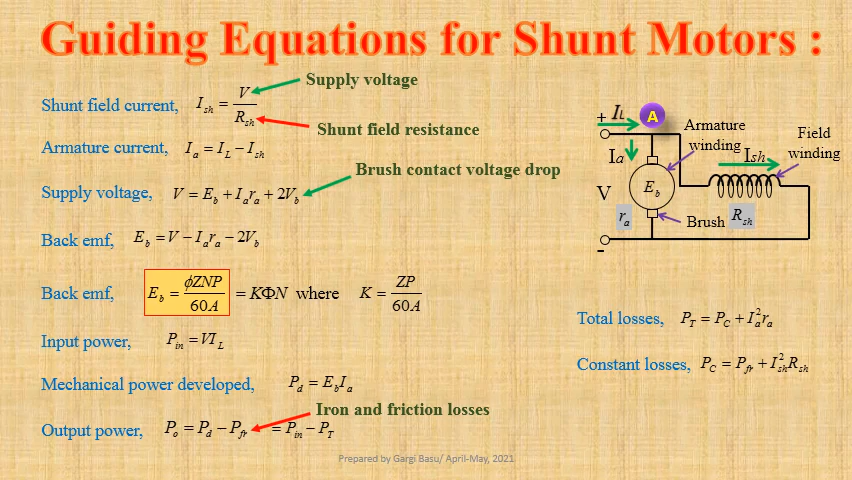 Guiding Equations for Shunt Motors :
Supply voltage
Shunt field current, I_sh = V / R_sh
Shunt field resistance
Armature current, I_a = I_L − I_sh
Brush contact voltage drop
Supply voltage, V = E_b + I_a r_a + 2V_b
Back emf, E_b = V − I_a r_a − 2V_b
Back emf, E_b = ϕZNP / 60A = KΦN where K = ZP / 60A
Input power, P_in = VI_L
Mechanical power developed, P_d = E_b I_a
Iron and friction losses
Output power, P_o = P_d − P_fr = P_in − P_T
+ I_L A
Armature
winding
Field
winding
Ia
Ish
V
E_b
r_a
Brush
R_sh
-
Total losses, P_T = P_C + I_a^2 r_a
Constant losses, P_C = P_fr + I_sh^2 R_sh
Prepared by Gargi Basu/ April-May, 2021